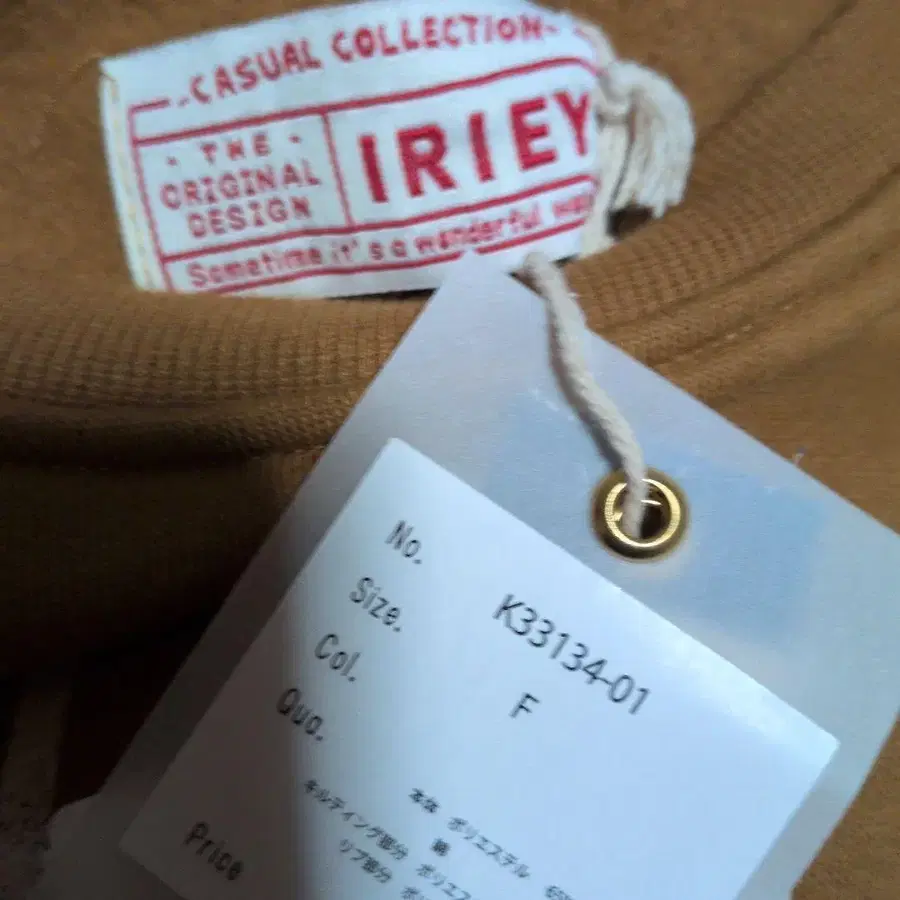 CASUAL COLLECTION
· THE ·
ORIGINAL
DESIGN
IRIEY
Sometime it's a wonderful
No. K33134-01
Size. F
Col.
Qua.
本体 ポリエステル
綿
キルティング部分 ポリエス
リブ部分
Price